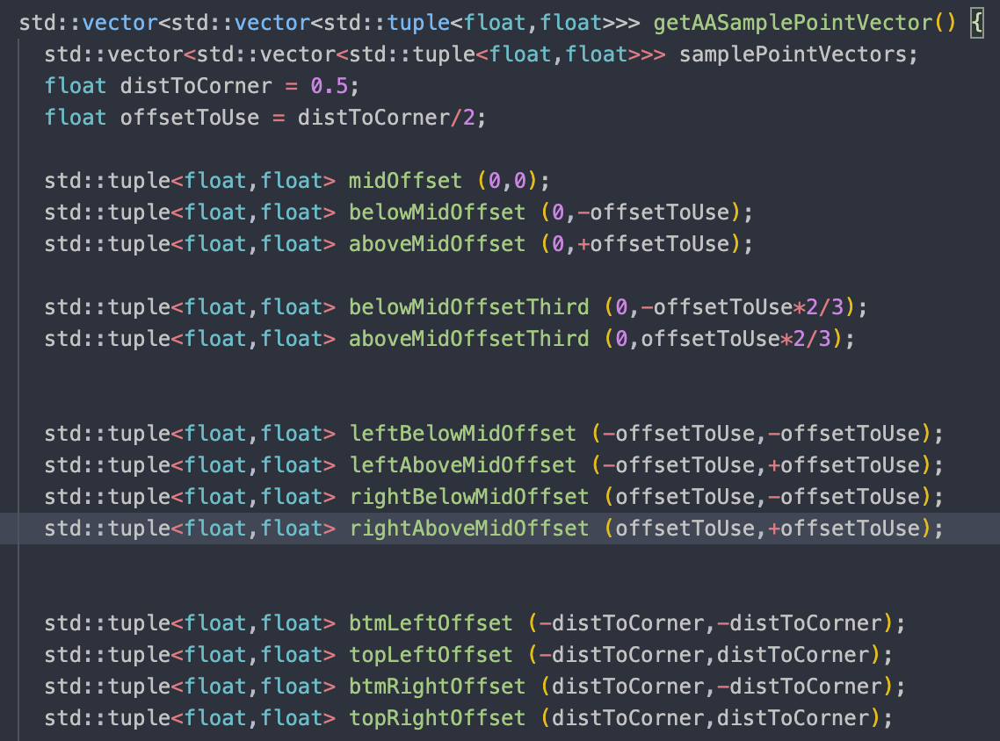 std::vector<std::vector<std::tuple<float,float>>> getAASamplePointVector() {
std::vector<std::vector<std::tuple<float,float>>> samplePointVectors;
float distToCorner = 0.5;
float offsetToUse = distToCorner/2;
std::tuple<float,float> midOffset (0,0);
std::tuple<float,float> belowMidOffset (0,-offsetToUse);
std::tuple<float,float> aboveMidOffset (0,+offsetToUse);
std::tuple<float,float> belowMidOffsetThird (0,-offsetToUse*2/3);
std::tuple<float,float> aboveMidOffsetThird (0,offsetToUse*2/3);
std::tuple<float,float> leftBelowMidOffset (-offsetToUse,-offsetToUse);
std::tuple<float,float> leftAboveMidOffset (-offsetToUse,+offsetToUse);
std::tuple<float,float> rightBelowMidOffset (offsetToUse,-offsetToUse);
std::tuple<float,float> rightAboveMidOffset (offsetToUse,+offsetToUse);
std::tuple<float,float> btmLeftOffset (-distToCorner,-distToCorner);
std::tuple<float,float> topLeftOffset (-distToCorner,distToCorner);
std::tuple<float,float> btmRightOffset (distToCorner,-distToCorner);
std::tuple<float,float> topRightOffset (distToCorner,distToCorner);